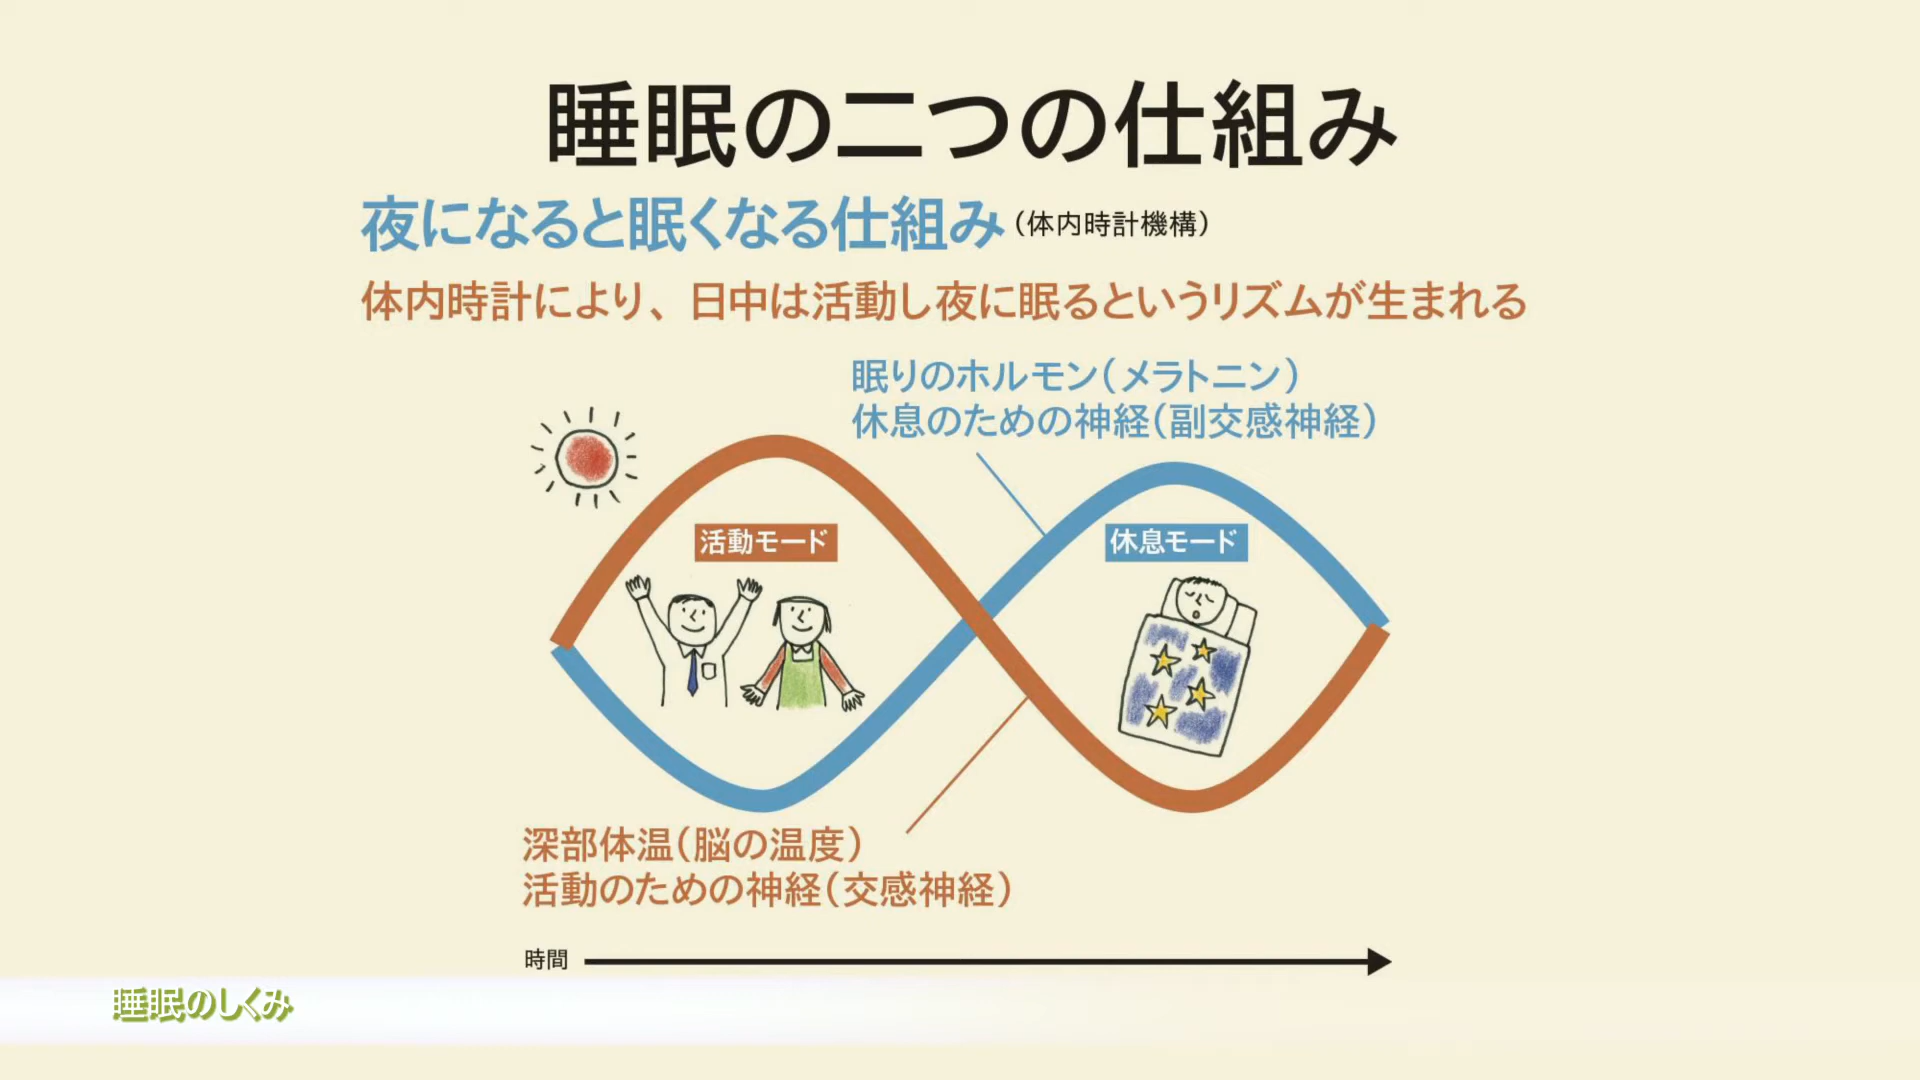 睡眠の二つの仕組み
夜になると眠くなる仕組み（体内時計機構）
体内時計により、日中は活動し夜に眠るというリズムが生まれる
眠りのホルモン（メラトニン）
休息のための神経（副交感神経）
活動モード
休息モード
深部体温（脳の温度）
活動のための神経（交感神経）
時間
睡眠のしくみ